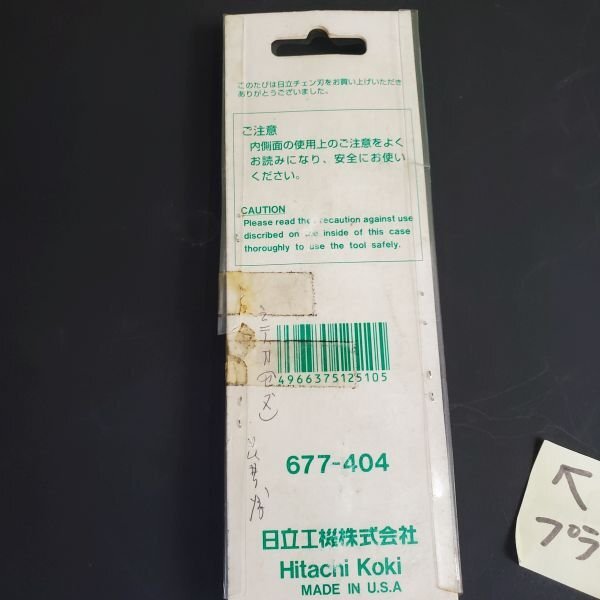 このたびは日立チェン刃をお買い上げいただき
ありがとうございました。
ご注意
内側面の使用上のご注意をよく
お読みになり、安全にお使い
ください。
CAUTION
Please read the recaution against use
discribed on the inside of this case
thoroughly to use the tool safely.
4966375125105
677-404
日立工機株式会社
Hitachi Koki
MADE IN U.S.A
←
プラ